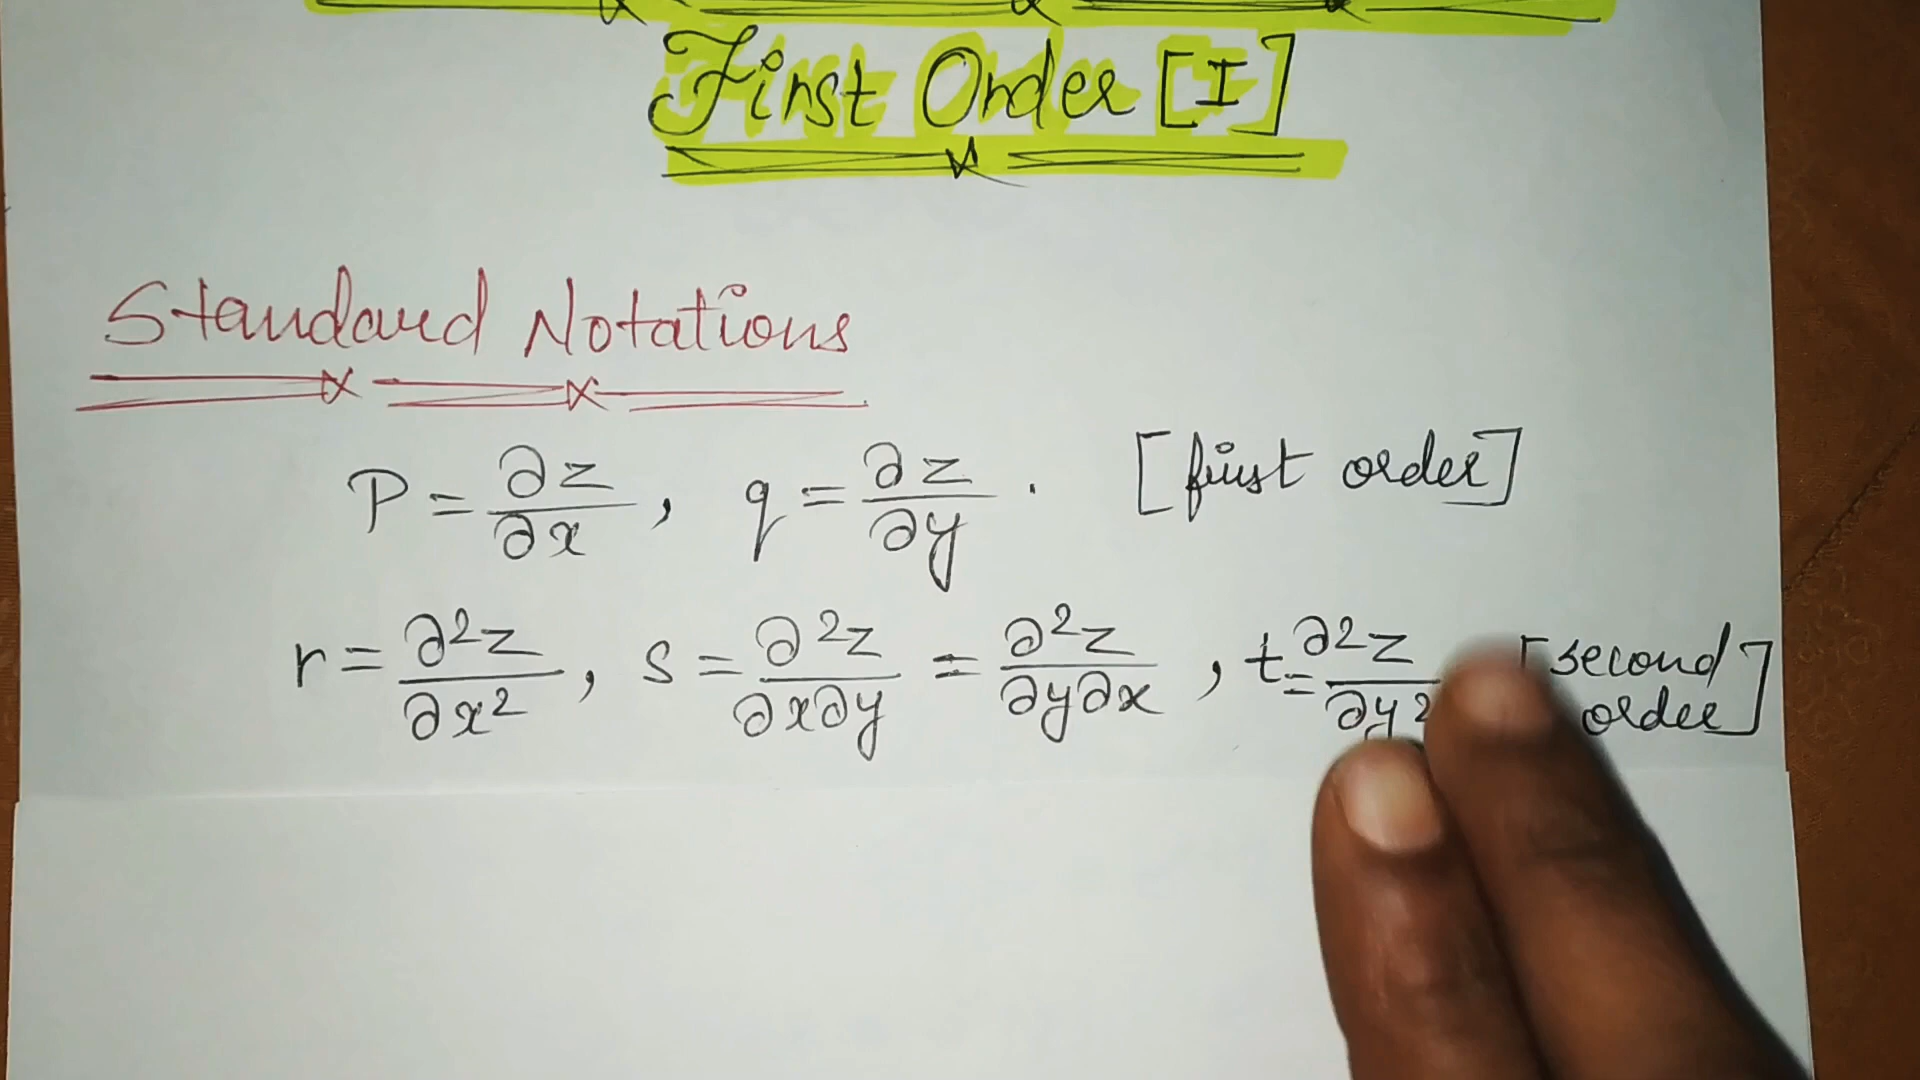 First Order [I]
Standard Notations
P = ∂z/∂x , q = ∂z/∂y . [first order]
r = ∂²z/∂x² , s = ∂²z/∂x∂y = ∂²z/∂y∂x , t = ∂²z/∂y² [second order]